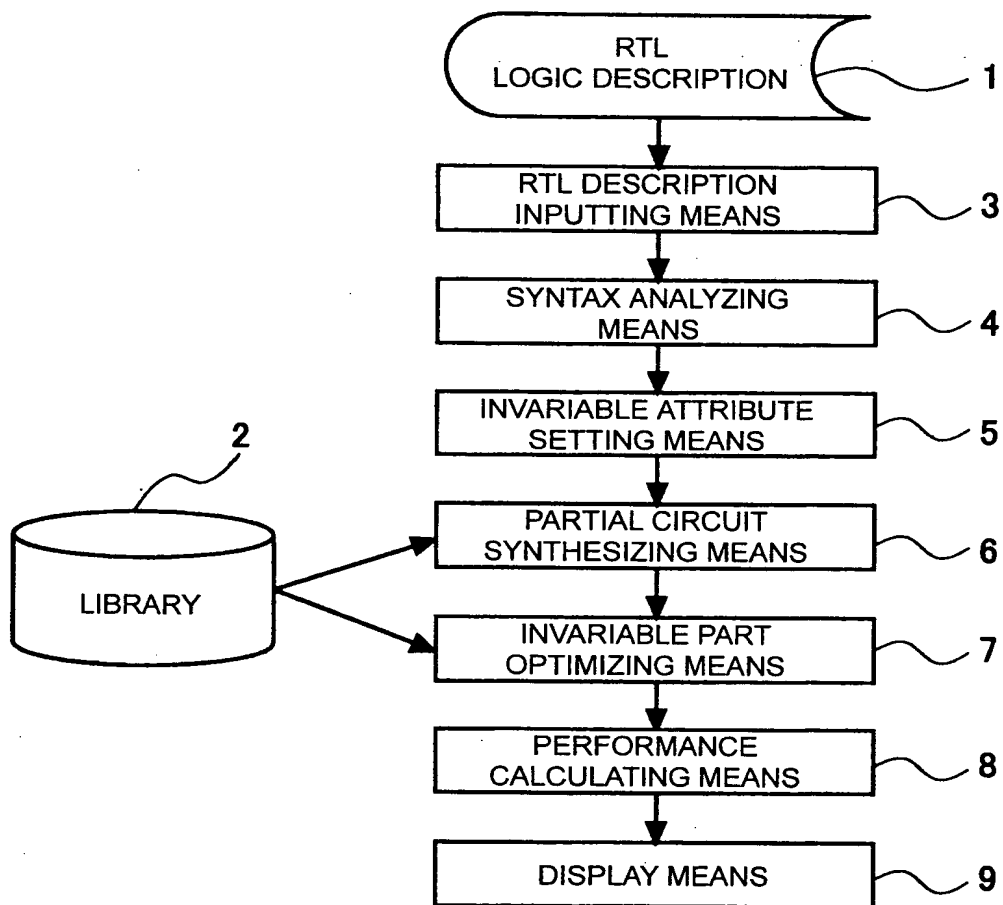 RTL
LOGIC DESCRIPTION
1
RTL DESCRIPTION
INPUTTING MEANS
3
SYNTAX ANALYZING
MEANS
4
INVARIABLE ATTRIBUTE
SETTING MEANS
5
2
LIBRARY
PARTIAL CIRCUIT
SYNTHESIZING MEANS
6
INVARIABLE PART
OPTIMIZING MEANS
7
PERFORMANCE
CALCULATING MEANS
8
DISPLAY MEANS
9